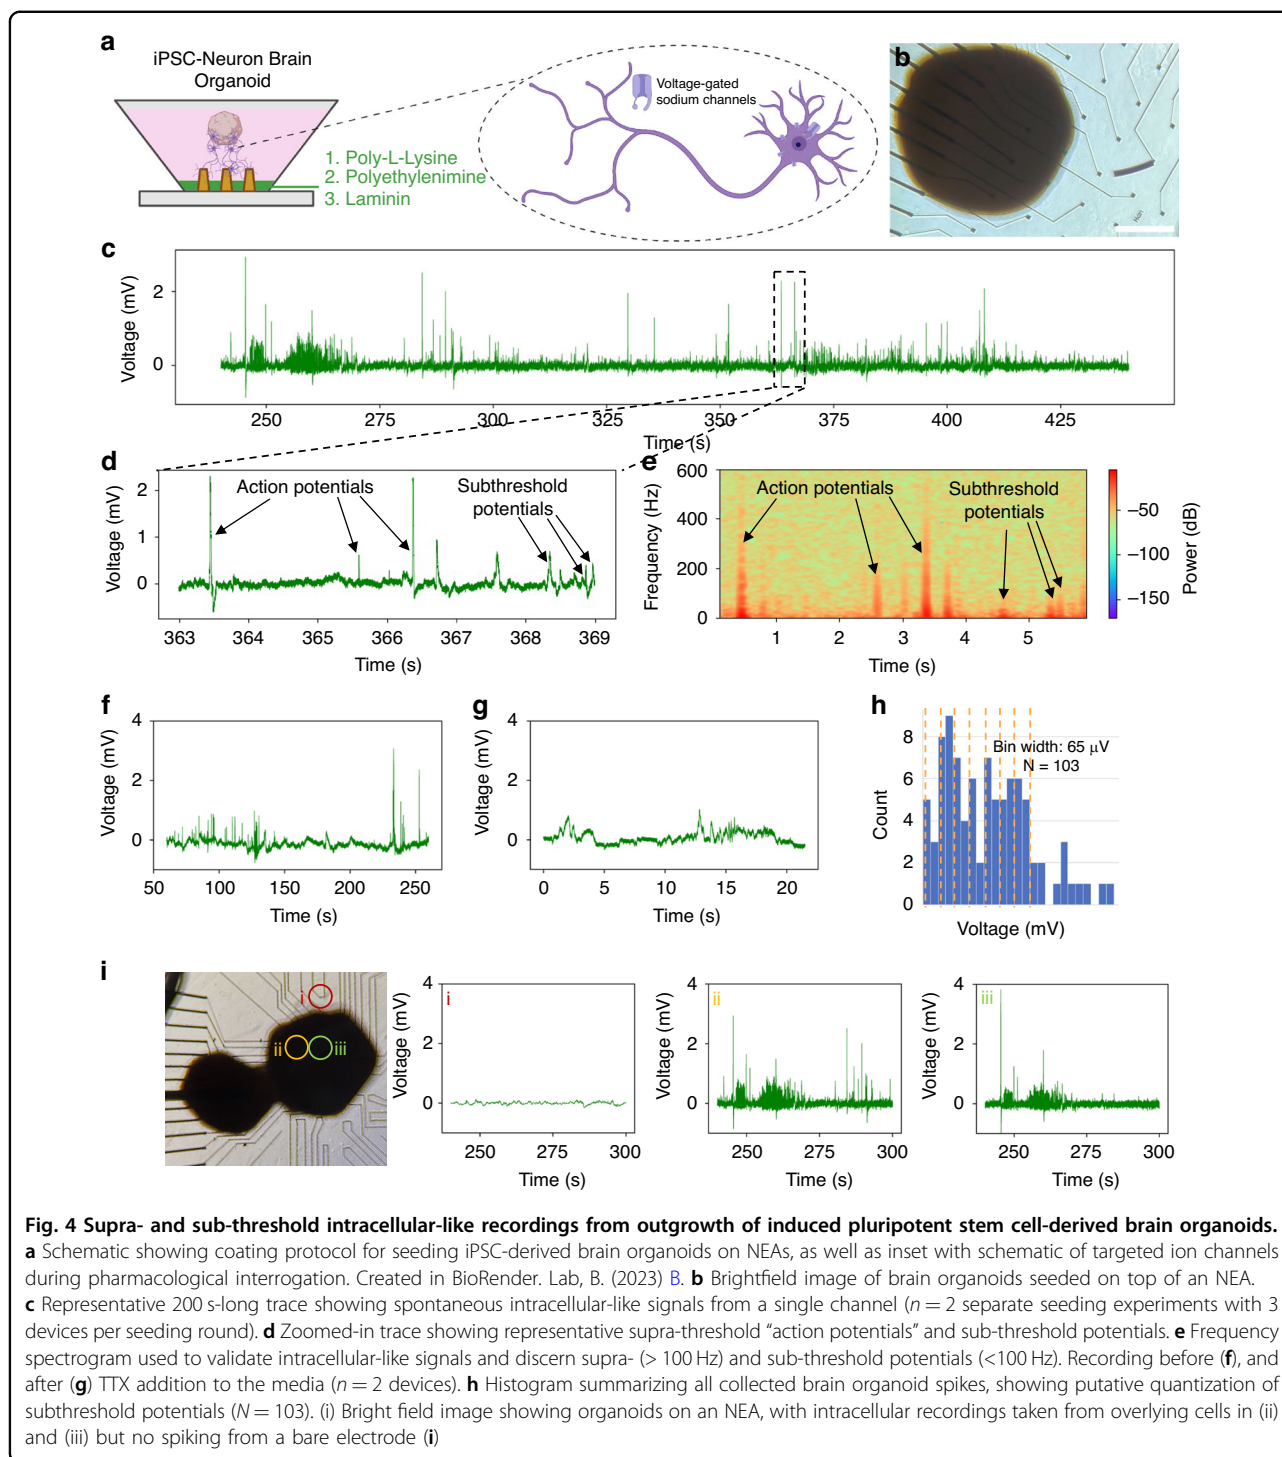 a
iPSC-Neuron Brain
Organoid
1. Poly-L-Lysine
2. Polyethylenimine
3. Laminin
Voltage-gated
sodium channels
b
c
Voltage (mV)
2
0
250
275
300
325
350
375
400
425
Time (s)
d
Voltage (mV)
2
1
0
Action potentials
Subthreshold
potentials
363
364
365
366
367
368
369
Time (s)
e
Frequency (Hz)
600
400
200
0
Action potentials
Subthreshold
potentials
1
2
3
4
5
Time (s)
−50
−100
−150
Power (dB)
f
Voltage (mV)
4
2
0
50
100
150
200
250
Time (s)
g
Voltage (mV)
4
2
0
0
5
10
15
20
Time (s)
h
Count
8
6
4
2
0
Bin width: 65 µV
N = 103
Voltage (mV)
i
i
ii
iii
Voltage (mV)
4
2
0
i
250
275
300
Time (s)
Voltage (mV)
4
2
0
ii
250
275
300
Time (s)
Voltage (mV)
4
2
0
iii
250
275
300
Time (s)
Fig. 4 Supra- and sub-threshold intracellular-like recordings from outgrowth of induced pluripotent stem cell-derived brain organoids.
a Schematic showing coating protocol for seeding iPSC-derived brain organoids on NEAs, as well as inset with schematic of targeted ion channels
during pharmacological interrogation. Created in BioRender. Lab, B. (2023) B. b Brightfield image of brain organoids seeded on top of an NEA.
c Representative 200 s-long trace showing spontaneous intracellular-like signals from a single channel (n = 2 separate seeding experiments with 3
devices per seeding round). d Zoomed-in trace showing representative supra-threshold “action potentials” and sub-threshold potentials. e Frequency
spectrogram used to validate intracellular-like signals and discern supra- (> 100 Hz) and sub-threshold potentials (<100 Hz). Recording before (f), and
after (g) TTX addition to the media (n = 2 devices). h Histogram summarizing all collected brain organoid spikes, showing putative quantization of
subthreshold potentials (N = 103). (i) Bright field image showing organoids on an NEA, with intracellular recordings taken from overlying cells in (ii)
and (iii) but no spiking from a bare electrode (i)